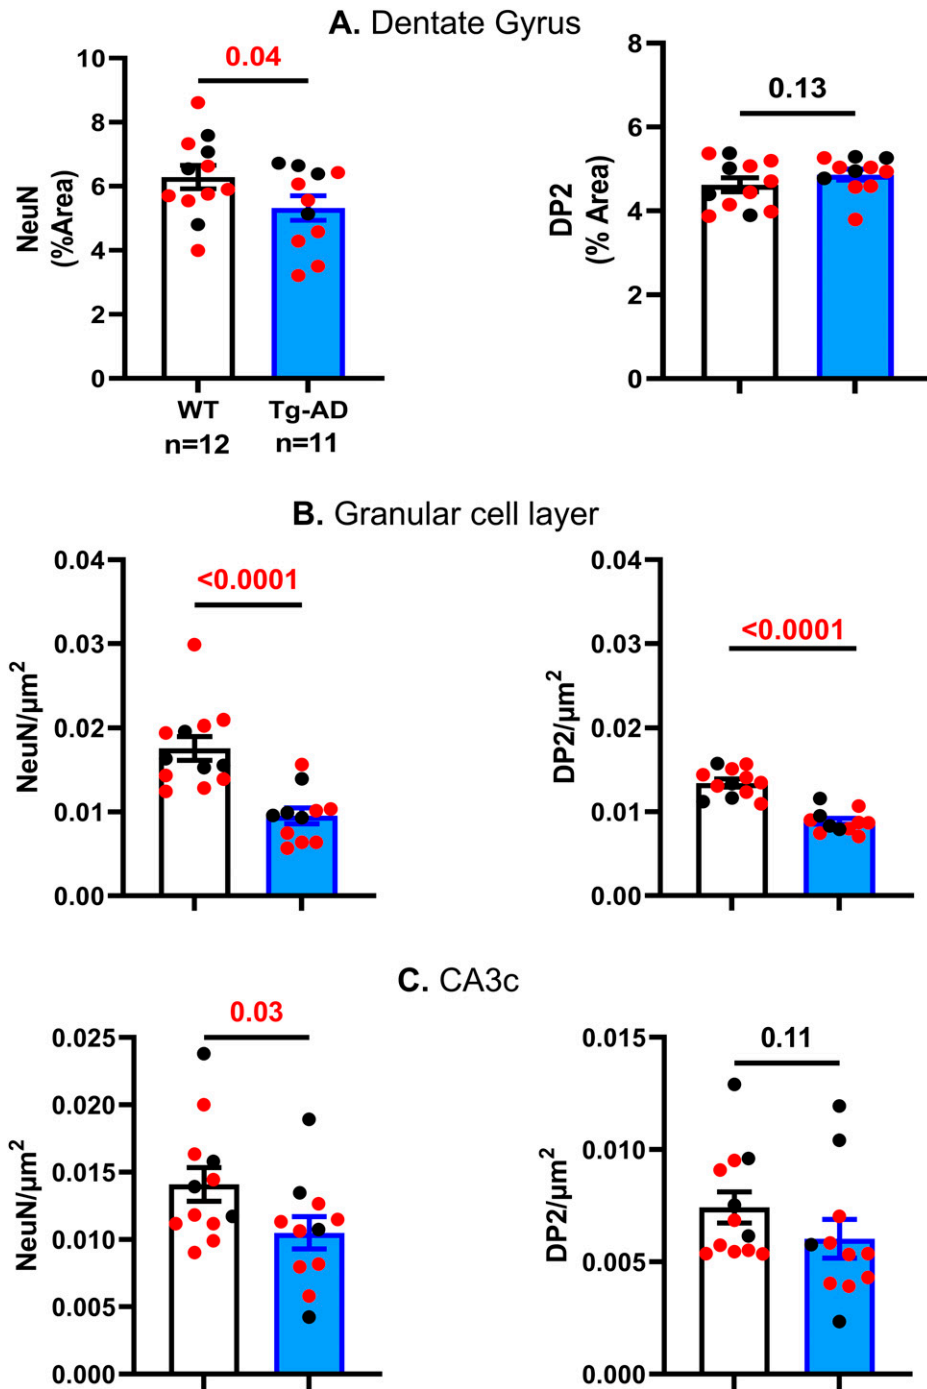 A. Dentate Gyrus
NeuN
(%Area)
10
8
6
4
2
0
0.04
WT
n=12
Tg-AD
n=11
DP2
(% Area)
8
6
4
2
0
0.13
B. Granular cell layer
NeuN/µm²
0.04
0.03
0.02
0.01
0.00
<0.0001
DP2/µm²
0.04
0.03
0.02
0.01
0.00
<0.0001
C. CA3c
NeuN/µm²
0.025
0.020
0.015
0.010
0.005
0.000
0.03
DP2/µm²
0.015
0.010
0.005
0.000
0.11